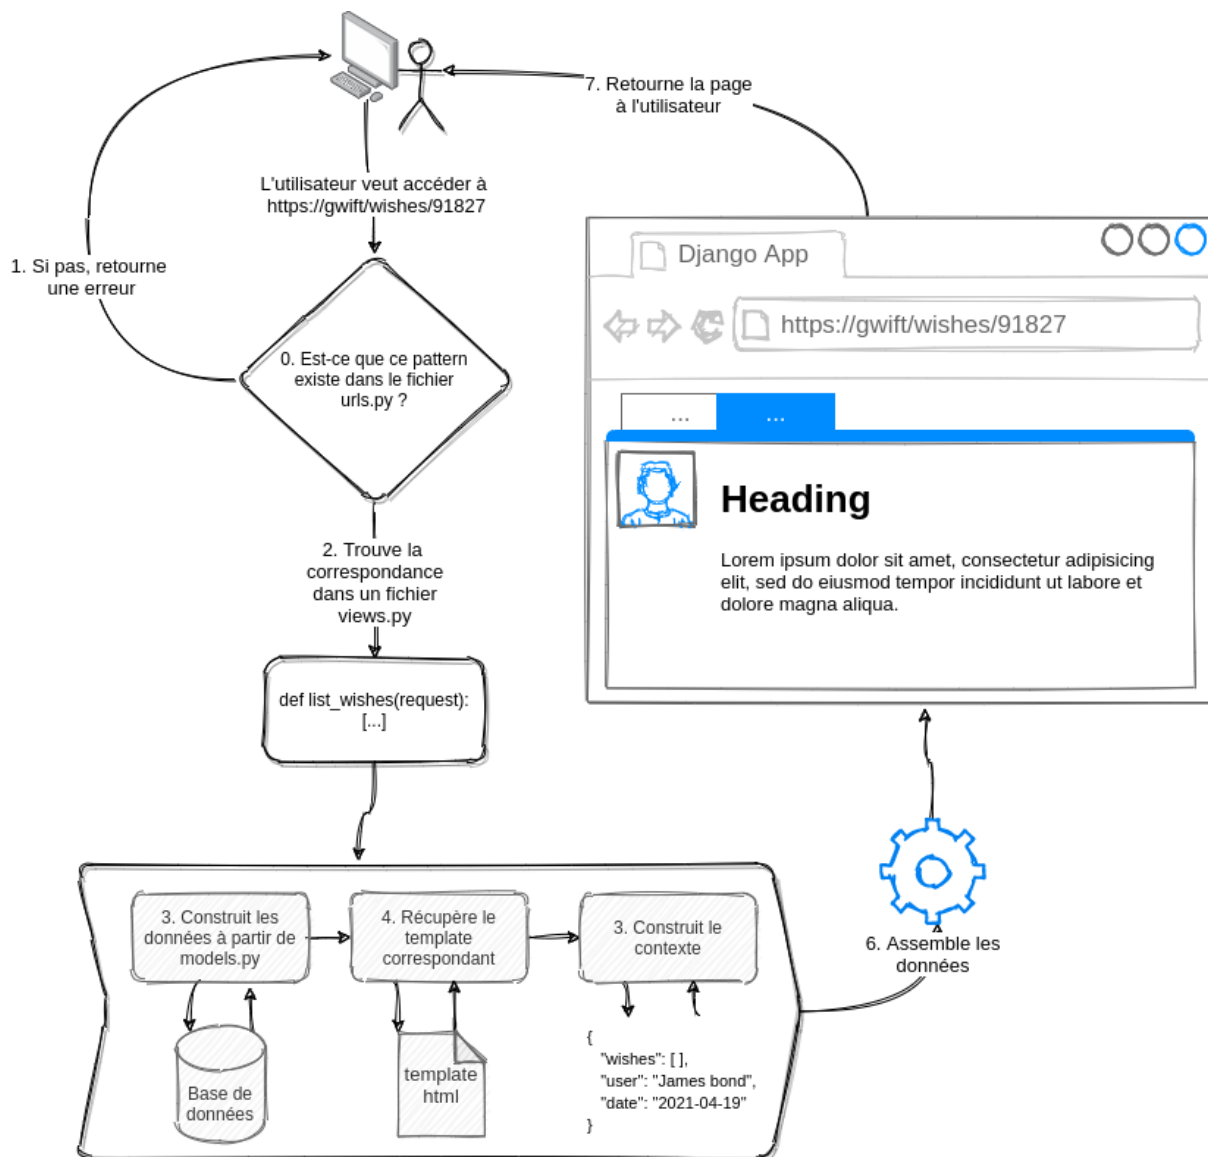 7. Retourne la page
à l'utilisateur
L'utilisateur veut accéder à
https://gwift/wishes/91827
1. Si pas, retourne
une erreur
Django App
https://gwift/wishes/91827
0. Est-ce que ce pattern
existe dans le fichier
urls.py ?
...
...
Heading
Lorem ipsum dolor sit amet, consectetur adipisicing
elit, sed do eiusmod tempor incididunt ut labore et
dolore magna aliqua.
2. Trouve la
correspondance
dans un fichier
views.py
def list_wishes(request):
[...]
3. Construit les
données à partir de
models.py
4. Récupère le
template
correspondant
3. Construit le
contexte
6. Assemble les
données
Base de
données
template
html
{
"wishes": [ ],
"user": "James bond",
"date": "2021-04-19"
}